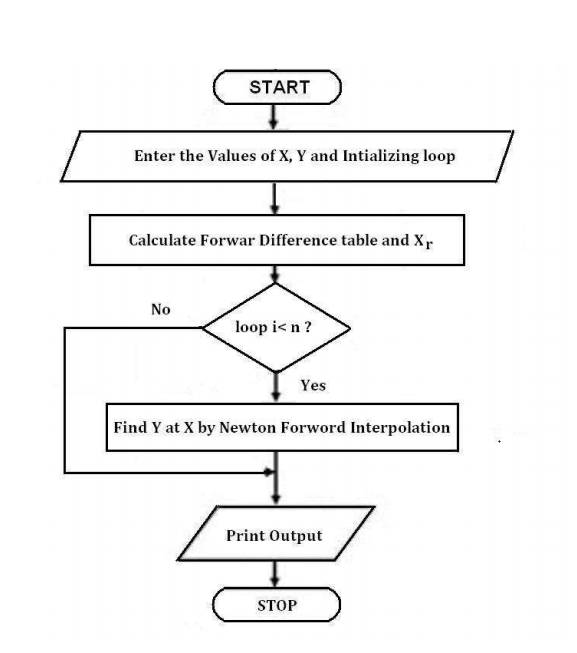 START
Enter the Values of X, Y and Intializing loop
Calculate Forwar Difference table and Xr
No
loop i< n ?
Yes
Find Y at X by Newton Forword Interpolation
Print Output
STOP